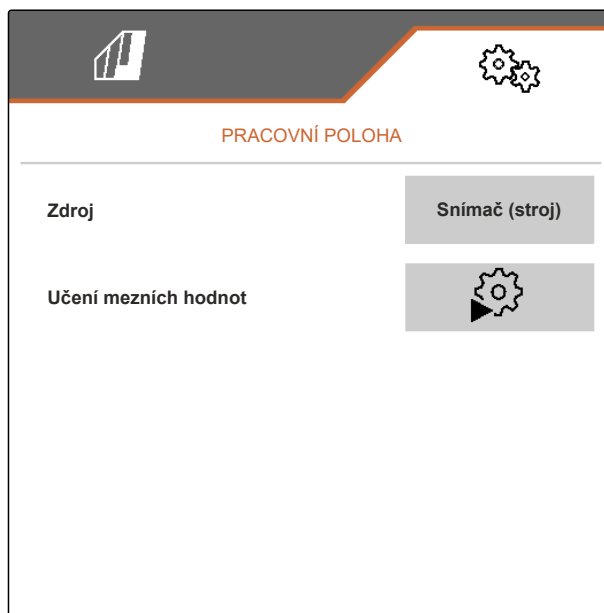 PRACOVNÍ POLOHA
Zdroj
Snímač (stroj)
Učení mezních hodnot